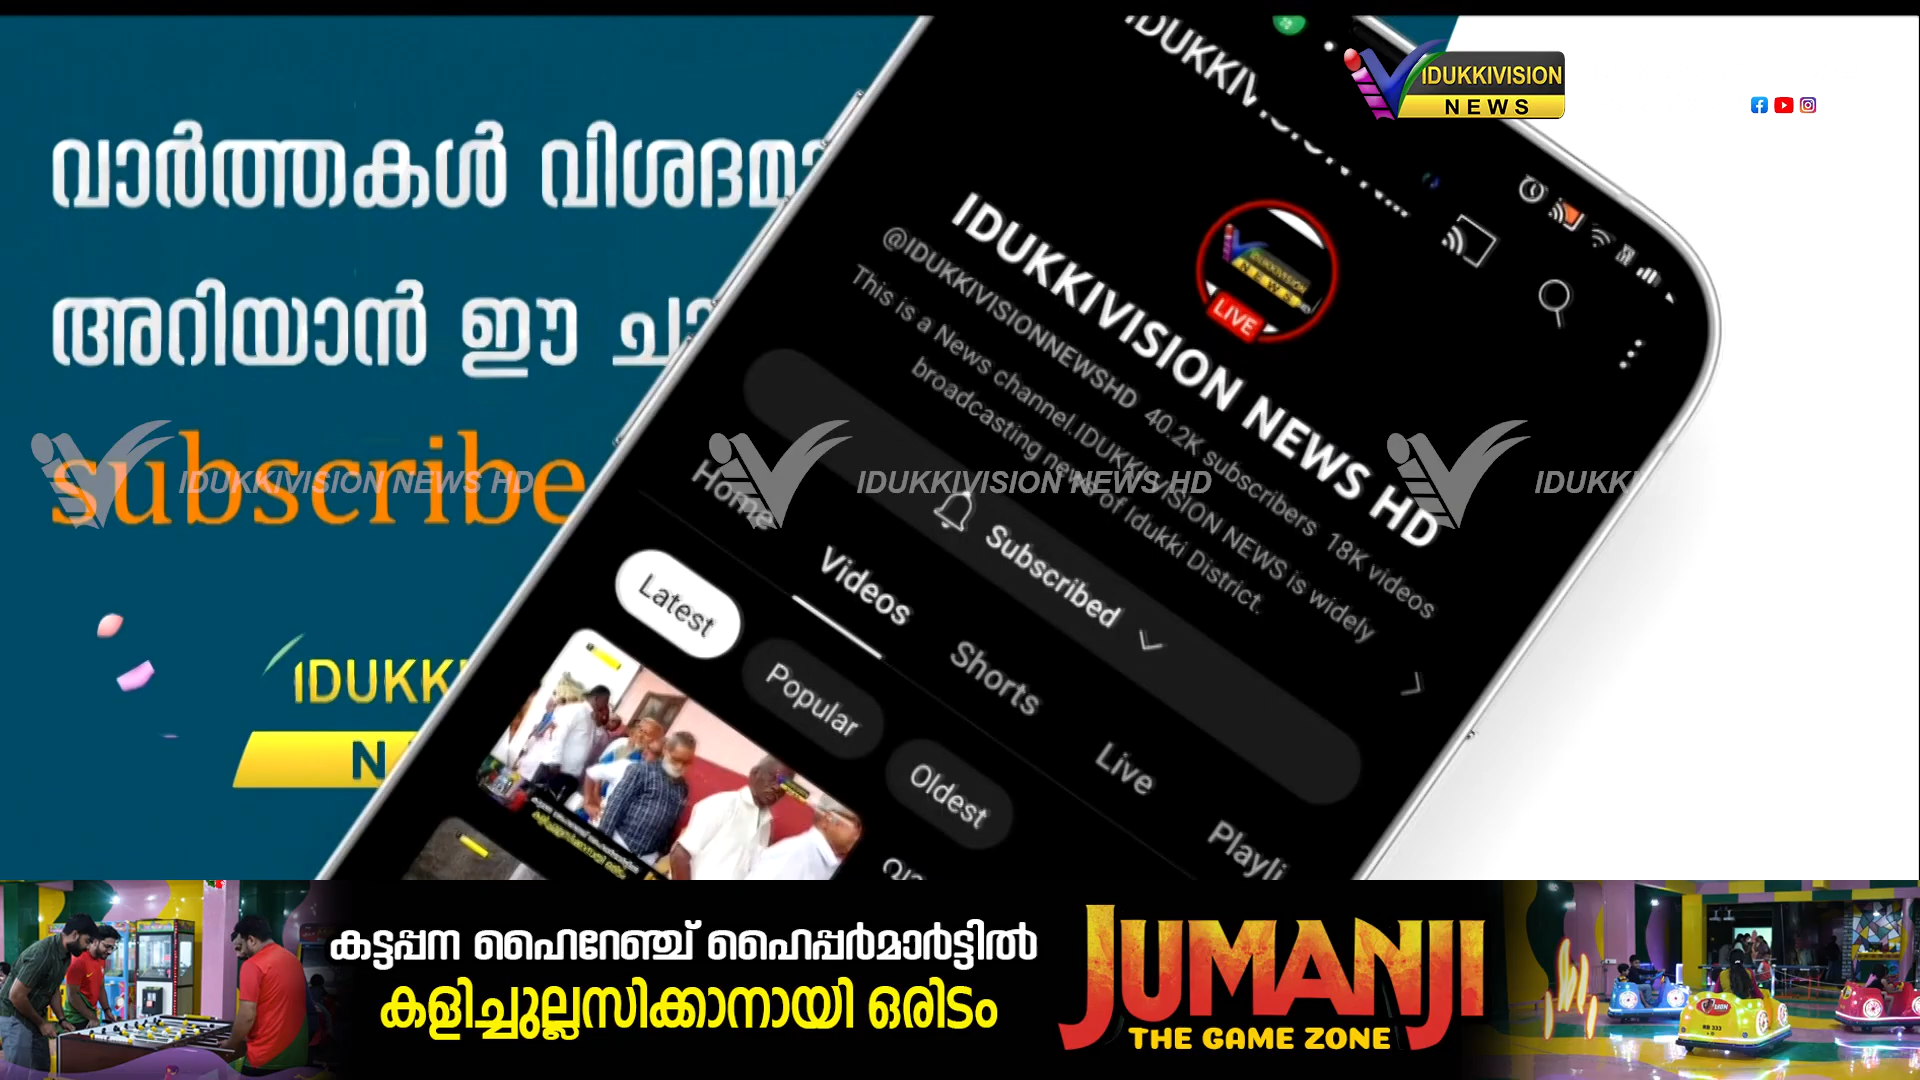 വാർത്തകൾ വിശദമാ
അറിയാൻ ഈ ചാ
subscribe
IDUKK
N
IDUKKIVISION
NEWS
IDUKKIVISION N...
LIVE
IDUKKIVISION NEWS HD
@IDUKKIVISIONNEWSHD 40.2K subscribers 18K videos
This is a News channel.IDUKKIVISION NEWS is widely
broadcasting news of Idukki District.
Subscribed
Home
Videos
Shorts
Live
Playli
Latest
Popular
Oldest
IDUKKIVISION NEWS HD
IDUKKIVISION NEWS HD
IDUKK
കട്ടപ്പന ഹൈറേഞ്ച് ഹൈപ്പർമാർട്ടിൽ
കളിച്ചുല്ലസിക്കാനായി ഒരിടം
JUMANJI
THE GAME ZONE